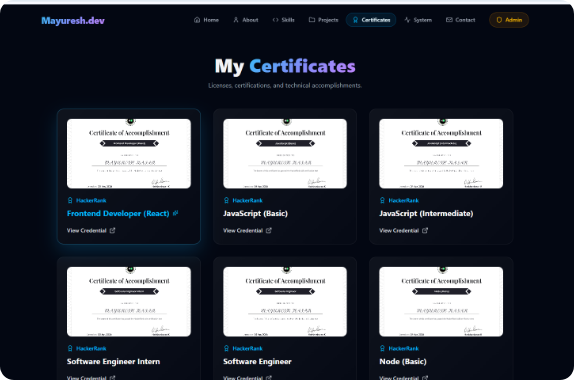 Mayuresh.dev
Home
About
Skills
Projects
Certificates
System
Contact
Admin
My Certificates
Licenses, certifications, and technical accomplishments.
Certificate of Accomplishment
Certificate of Accomplishment
Certificate of Accomplishment
HackerRank
HackerRank
HackerRank
Frontend Developer (React)
JavaScript (Basic)
JavaScript (Intermediate)
View Credential
View Credential
View Credential
Certificate of Accomplishment
Certificate of Accomplishment
Certificate of Accomplishment
HackerRank
HackerRank
HackerRank
Software Engineer Intern
Software Engineer
Node (Basic)
View Credential
View Credential
View Credential